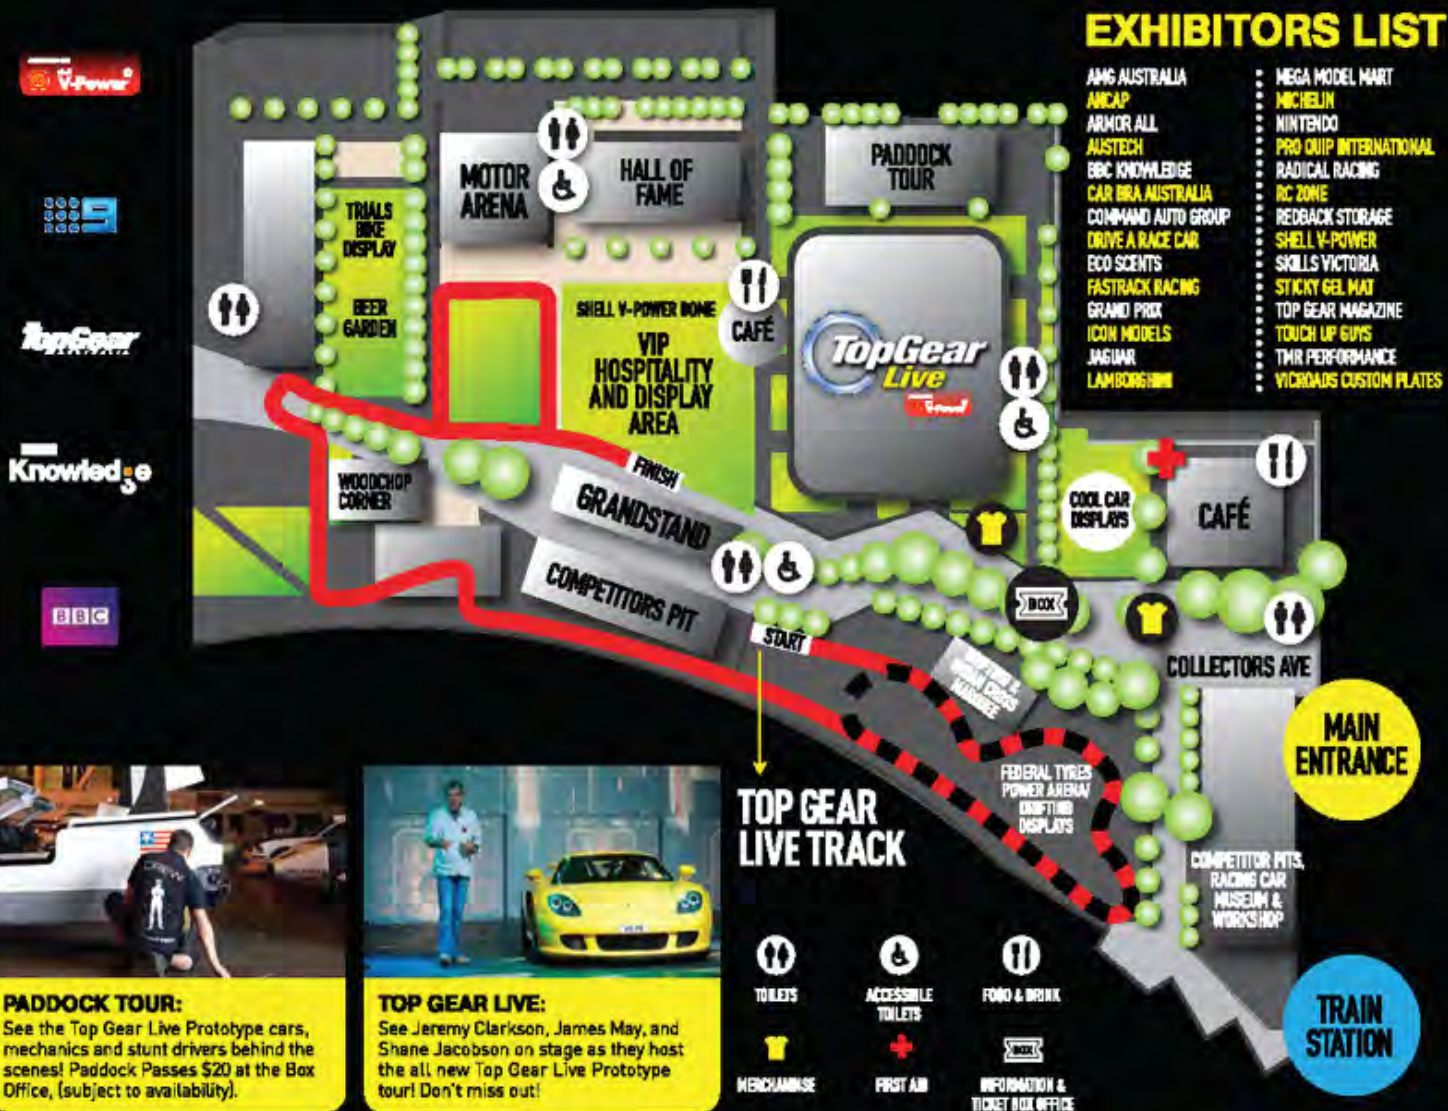 V-Power
9
TopGear
Knowledge
BBC
MOTOR
ARENA
HALL OF
FAME
PADDOCK
TOUR
TRIALS
BIKE
DISPLAY
BEER
GARDEN
SHELL V-POWER DOME
VIP
HOSPITALITY
AND DISPLAY
AREA
CAFÉ
TopGear
Live
V-Power
WOODCHOP
CORNER
FINISH
GRANDSTAND
COMPETITORS PIT
START
COOL CAR
DISPLAYS
CAFÉ
BOX
COLLECTORS AVE
MARQUEE
FEDERAL TYRES
POWER ARENA/
DRIFTING
DISPLAYS
MAIN
ENTRANCE
COMPETITOR PITS,
RACING CAR
MUSEUM &
WORKSHOP
TRAIN
STATION
TOP GEAR
LIVE TRACK
EXHIBITORS LIST
AMG AUSTRALIA
ANCAP
ARMOR ALL
AUSTECH
BBC KNOWLEDGE
CAR BRA AUSTRALIA
COMMAND AUTO GROUP
DRIVE A RACE CAR
ECO SCENTS
FASTRACK RACING
GRAND PRIX
ICON MODELS
JAGUAR
LAMBORGHINI
MEGA MODEL MART
MICHELIN
NINTENDO
PRO QUIP INTERNATIONAL
RADICAL RACING
RC ZONE
REDBACK STORAGE
SHELL V-POWER
SKILLS VICTORIA
STICKY GEL MAT
TOP GEAR MAGAZINE
TOUCH UP GUYS
TMR PERFORMANCE
VICROADS CUSTOM PLATES
CREW
PADDOCK TOUR:
See the Top Gear Live Prototype cars,
mechanics and stunt drivers behind the
scenes! Paddock Passes $20 at the Box
Office, (subject to availability).
TOP GEAR LIVE:
See Jeremy Clarkson, James May, and
Shane Jacobson on stage as they host
the all new Top Gear Live Prototype
tour! Don't miss out!
TOILETS
ACCESSIBLE
TOILETS
FOOD & DRINK
MERCHANDISE
FIRST AID
BOX
INFORMATION &
TICKET BOX OFFICE